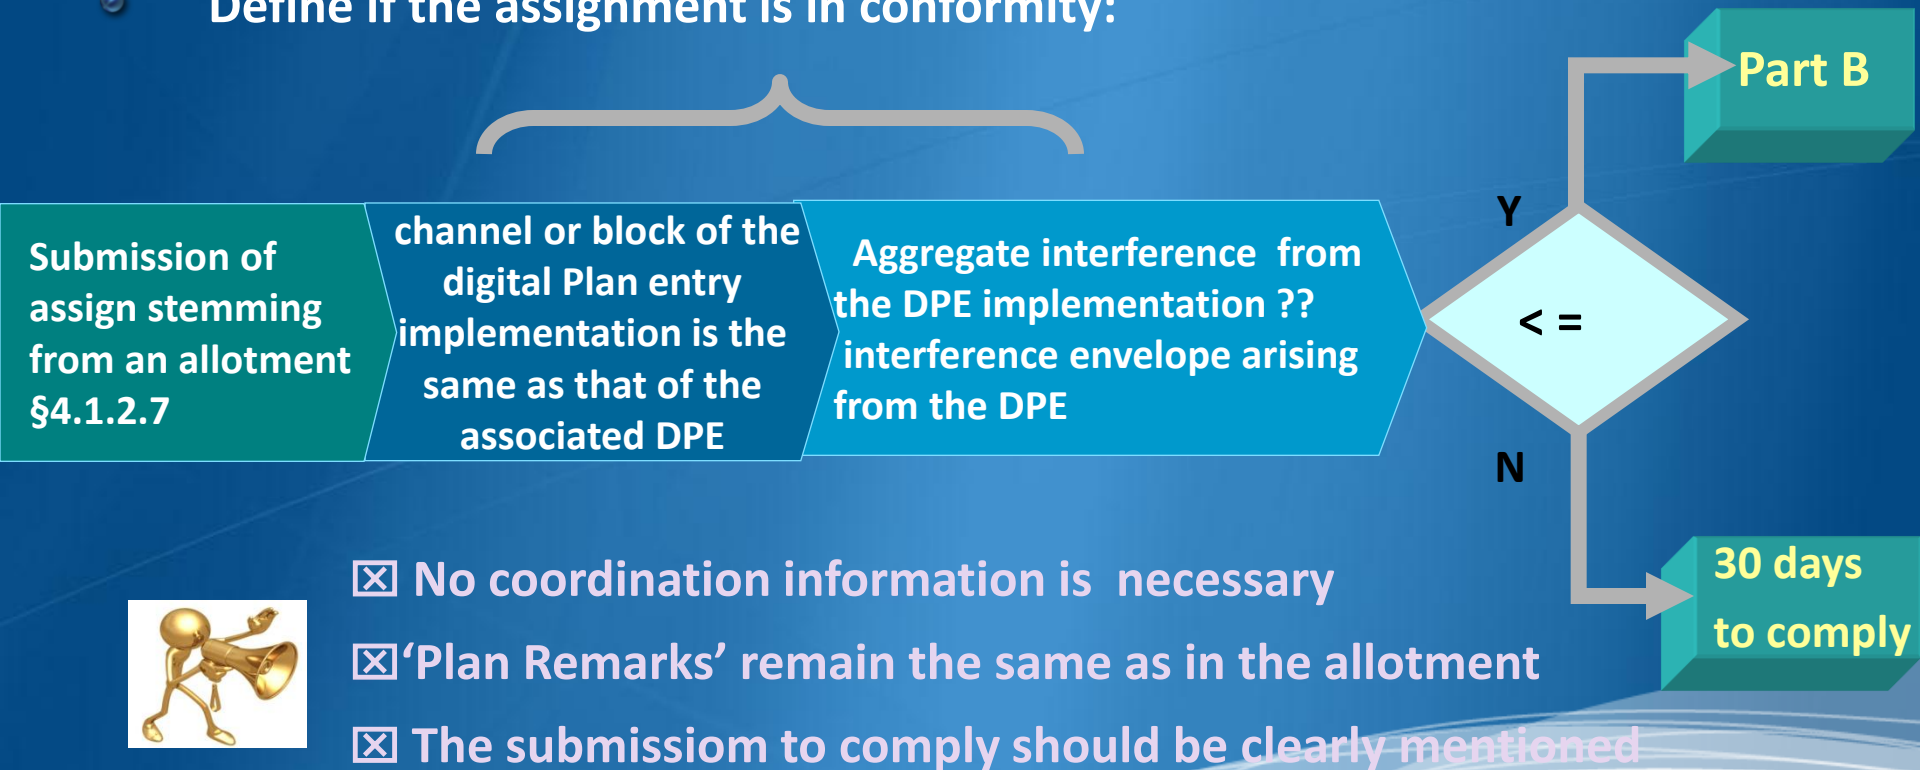 Define if the assignment is in conformity:
Part B
Submission of
assign stemming
from an allotment
§4.1.2.7
channel or block of the
digital Plan entry
implementation is the
same as that of the
associated DPE
Aggregate interference from
the DPE implementation ??
interference envelope arising
from the DPE
Y
< =
N
30 days
to comply
☒ No coordination information is necessary
☒ ‘Plan Remarks’ remain the same as in the allotment
☒ The submissiom to comply should be clearly mentioned